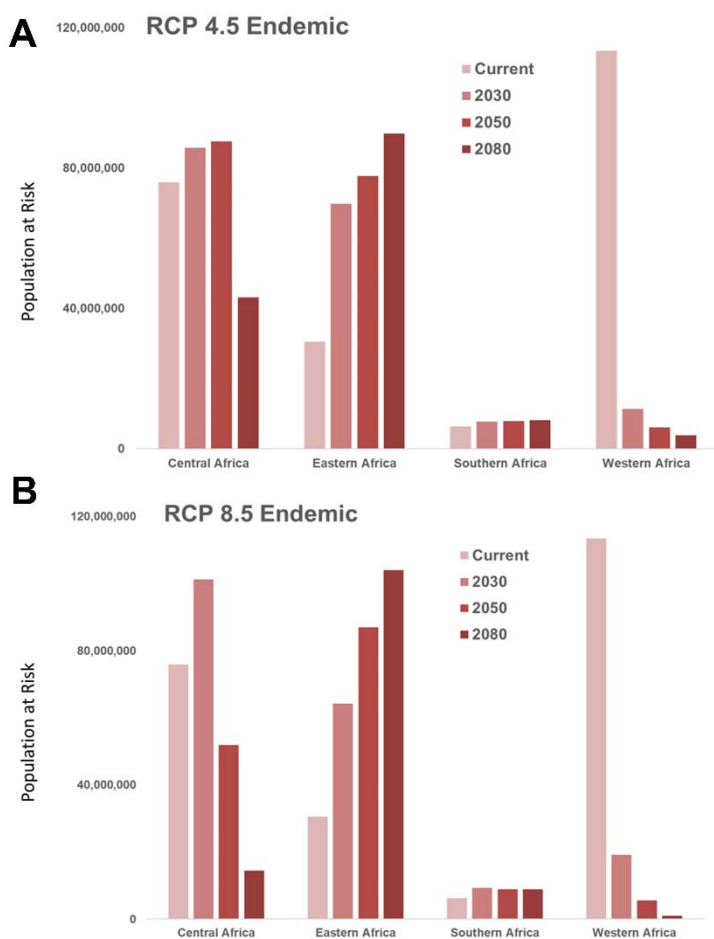 A
RCP 4.5 Endemic
120,000,000
80,000,000
40,000,000
0
Population at Risk
Current
2030
2050
2080
Central Africa
Eastern Africa
Southern Africa
Western Africa
B
RCP 8.5 Endemic
120,000,000
80,000,000
40,000,000
0
Population at Risk
Current
2030
2050
2080
Central Africa
Eastern Africa
Southern Africa
Western Africa